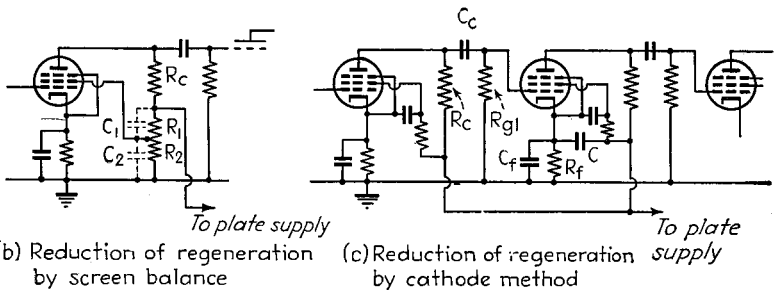 Cc
Rc
C1
R1
C2
R2
Rc
Rg1
Cf
Rf
C
To plate supply
To plate
supply
b) Reduction of regeneration
by screen balance
(c) Reduction of regeneration
by cathode method